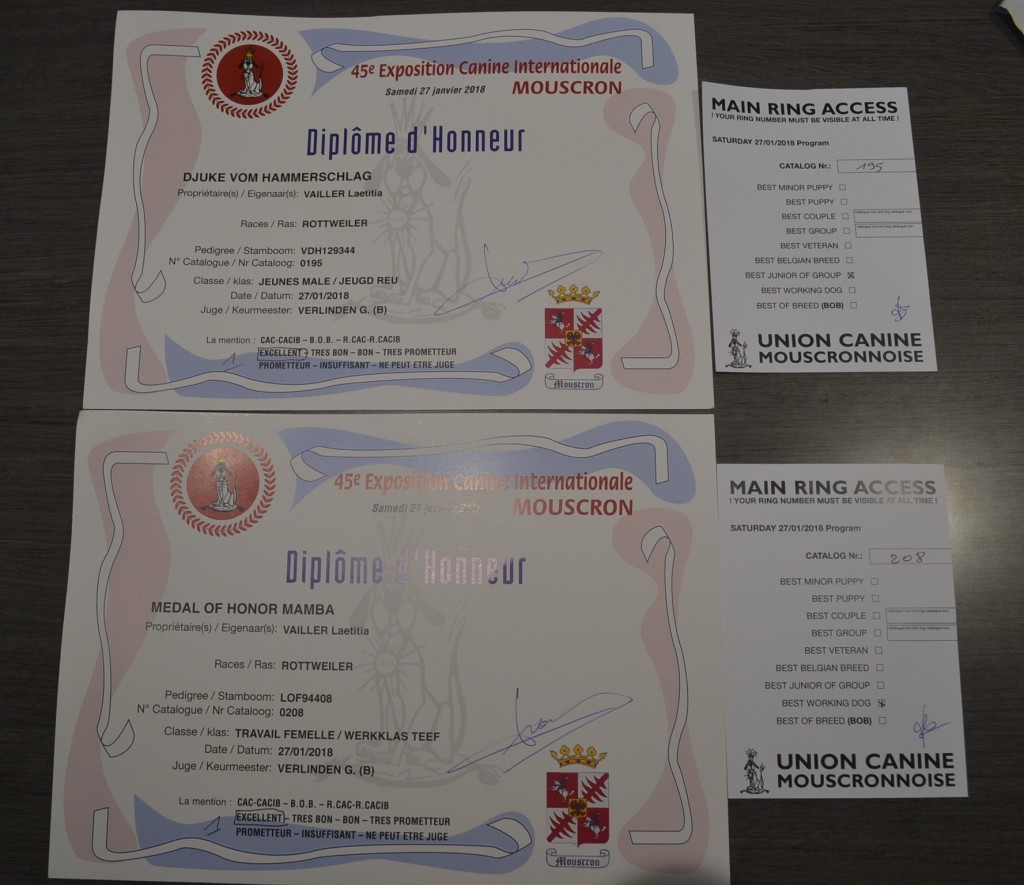 45e Exposition Canine Internationale
Samedi 27 janvier 2018 MOUSCRON
Diplôme d'Honneur
DJUKE VOM HAMMERSCHLAG
Propriétaire(s) / Eigenaar(s): VAILLER Laetitia
Races / Ras: ROTTWEILER
Pedigree / Stamboom: VDH129344
N° Catalogue / Nr Cataloog: 0195
Classe / klas: JEUNES MALE / JEUGD REU
Date / Datum: 27/01/2018
Juge / Keurmeester: VERLINDEN G. (B)
La mention : CAC-CACIB – B.O.B. – R.CAC-R.CACIB
1 EXCELLENT – TRES BON – BON – TRES PROMETTEUR
PROMETTEUR – INSUFFISANT – NE PEUT ETRE JUGE
Mouscron
MAIN RING ACCESS
! YOUR RING NUMBER MUST BE VISIBLE AT ALL TIME !
SATURDAY 27/01/2018 Program
CATALOG Nr.: 195
BEST MINOR PUPPY
BEST PUPPY
BEST COUPLE
BEST GROUP
BEST VETERAN
BEST BELGIAN BREED
BEST JUNIOR OF GROUP
BEST WORKING DOG
BEST OF BREED (BOB)
UNION CANINE
MOUSCRONNOISE
45e Exposition Canine Internationale
Samedi 27 MOUSCRON
Diplôme d'Honneur
MEDAL OF HONOR MAMBA
Propriétaire(s) / Eigenaar(s): VAILLER Laetitia
Races / Ras: ROTTWEILER
Pedigree / Stamboom: LOF94408
N° Catalogue / Nr Cataloog: 0208
Classe / klas: TRAVAIL FEMELLE / WERKKLAS TEEF
Date / Datum: 27/01/2018
Juge / Keurmeester: VERLINDEN G. (B)
La mention : CAC-CACIB – B.O.B. – R.CAC-R.CACIB
1 EXCELLENT – TRES BON – BON – TRES PROMETTEUR
PROMETTEUR – INSUFFISANT – NE PEUT ETRE JUGE
Mouscron
MAIN RING ACCESS
! YOUR RING NUMBER MUST BE VISIBLE AT ALL TIME !
SATURDAY 27/01/2018 Program
CATALOG Nr.: 208
BEST MINOR PUPPY
BEST PUPPY
BEST COUPLE
BEST GROUP
BEST VETERAN
BEST BELGIAN BREED
BEST JUNIOR OF GROUP
BEST WORKING DOG
BEST OF BREED (BOB)
UNION CANINE
MOUSCRONNOISE